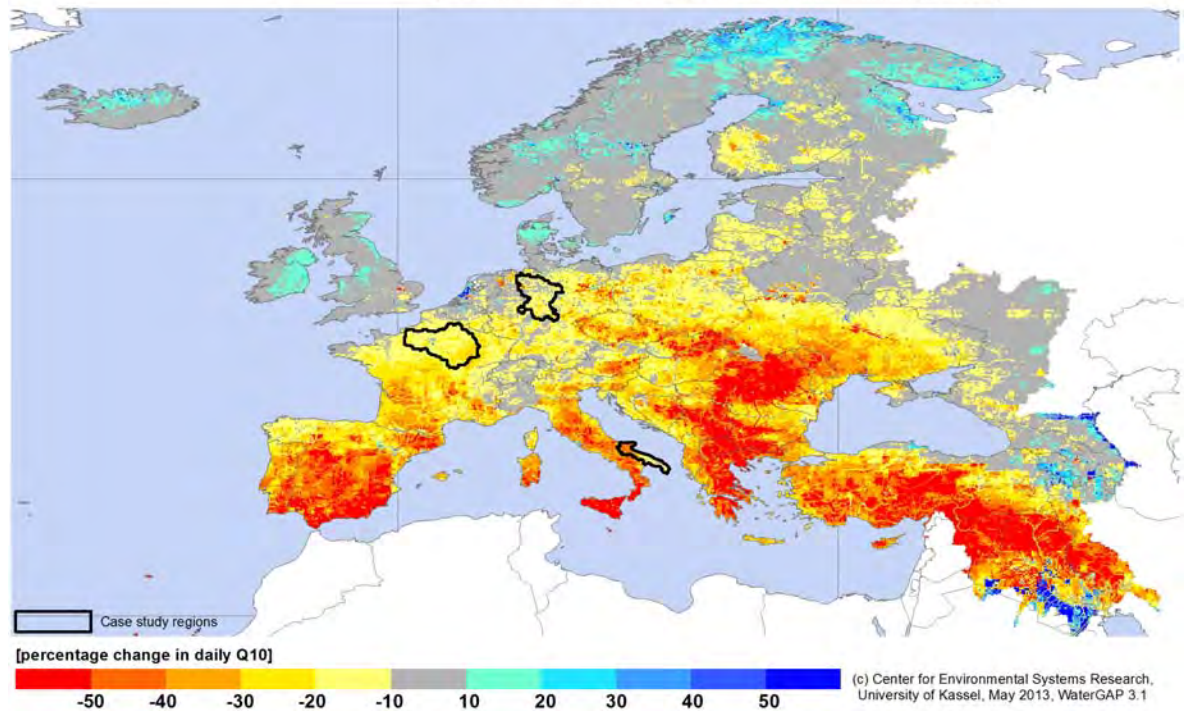 Case study regions
[percentage change in daily Q10]
-50 -40 -30 -20 -10 10 20 30 40 50
(c) Center for Environmental Systems Research,
University of Kassel, May 2013, WaterGAP 3.1